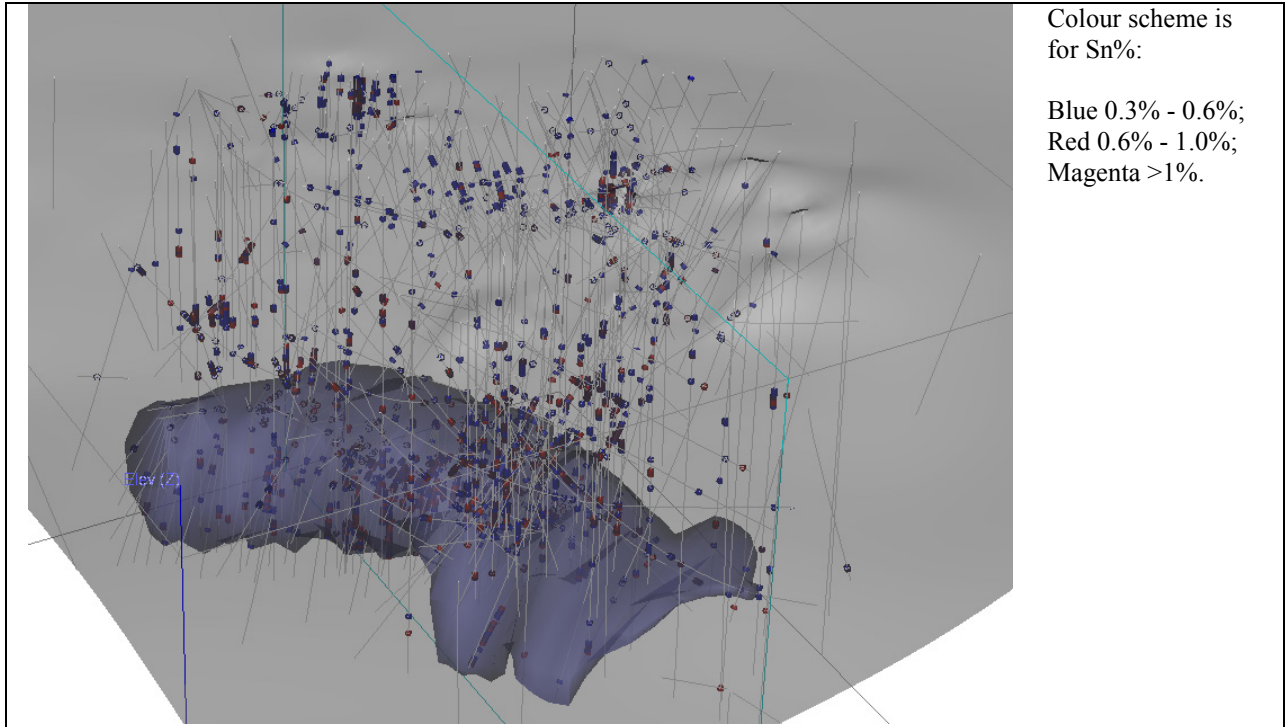 Colour scheme is
for Sn%:
Blue 0.3% - 0.6%;
Red 0.6% - 1.0%;
Magenta >1%.
Elev (Z)